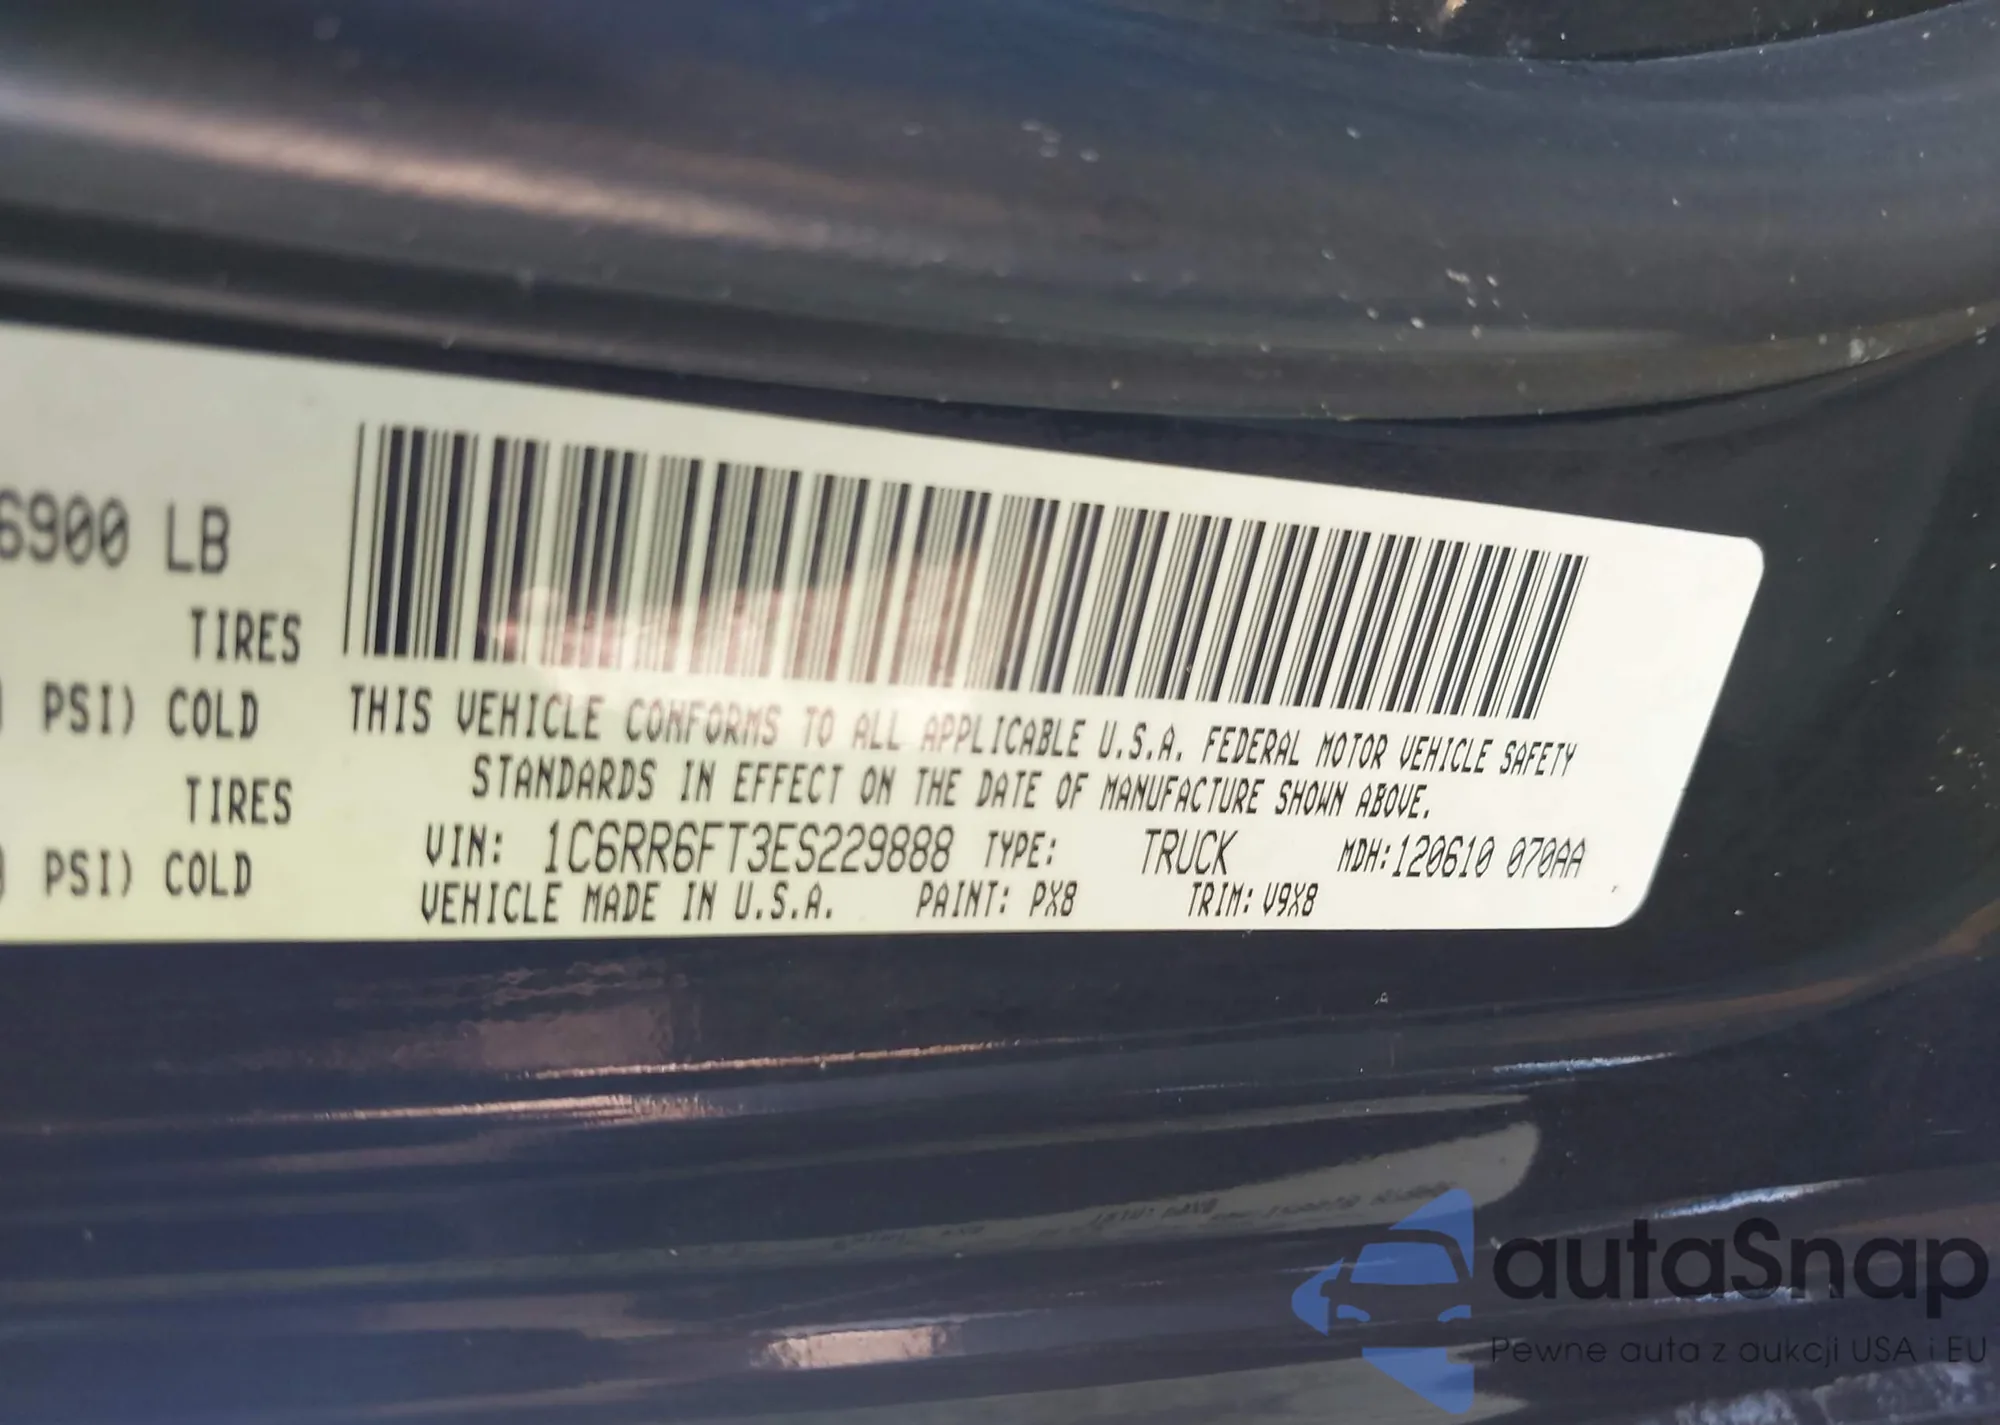 6900 LB
TIRES
PSI) COLD
TIRES
PSI) COLD
THIS VEHICLE CONFORMS TO ALL APPLICABLE U.S.A. FEDERAL MOTOR VEHICLE SAFETY
STANDARDS IN EFFECT ON THE DATE OF MANUFACTURE SHOWN ABOVE.
VIN: 1C6RR6FT3ES229888 TYPE: TRUCK MDH:120610 070AA
VEHICLE MADE IN U.S.A. PAINT: PX8 TRIM: V9X8
autaSnap
Pewne auta z aukcji USA i EU